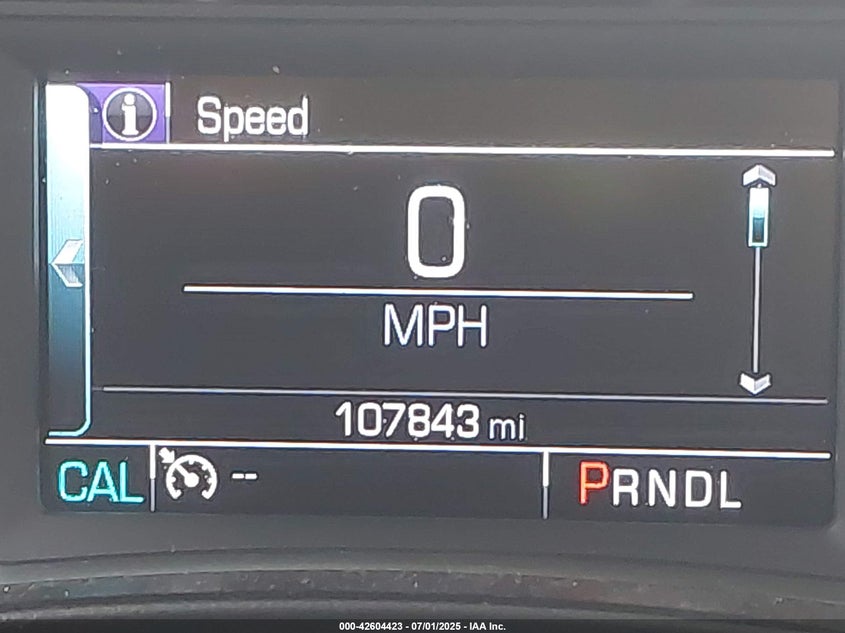 Speed
0
MPH
107843 mi
CAL -- PRNDL
000-42604423 - 07/01/2025 - IAA Inc.